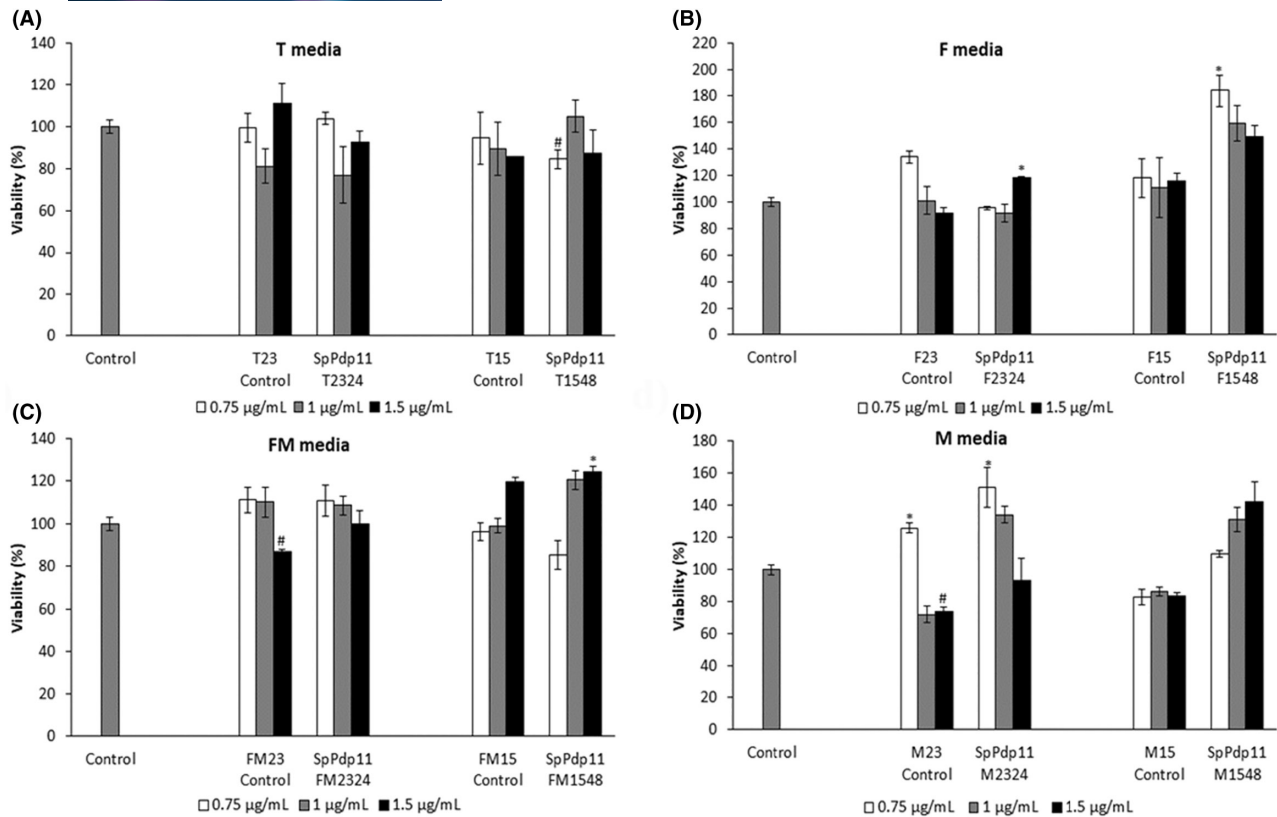 (A)
T media
Viability (%)
140
120
100
80
60
40
20
0
#
Control
T23
Control
SpPdp11
T2324
T15
Control
SpPdp11
T1548
0.75 µg/mL 1 µg/mL 1.5 µg/mL
(B)
F media
Viability (%)
220
200
180
160
140
120
100
80
60
40
20
0
*
*
Control
F23
Control
SpPdp11
F2324
F15
Control
SpPdp11
F1548
0.75 µg/mL 1 µg/mL 1.5 µg/mL
(C)
FM media
Viability (%)
140
120
100
80
60
40
20
0
#
*
Control
FM23
Control
SpPdp11
FM2324
FM15
Control
SpPdp11
FM1548
0.75 µg/mL 1 µg/mL 1.5 µg/mL
(D)
M media
Viability (%)
180
160
140
120
100
80
60
40
20
0
*
#
*
Control
M23
Control
SpPdp11
M2324
M15
Control
SpPdp11
M1548
0.75 µg/mL 1 µg/mL 1.5 µg/mL